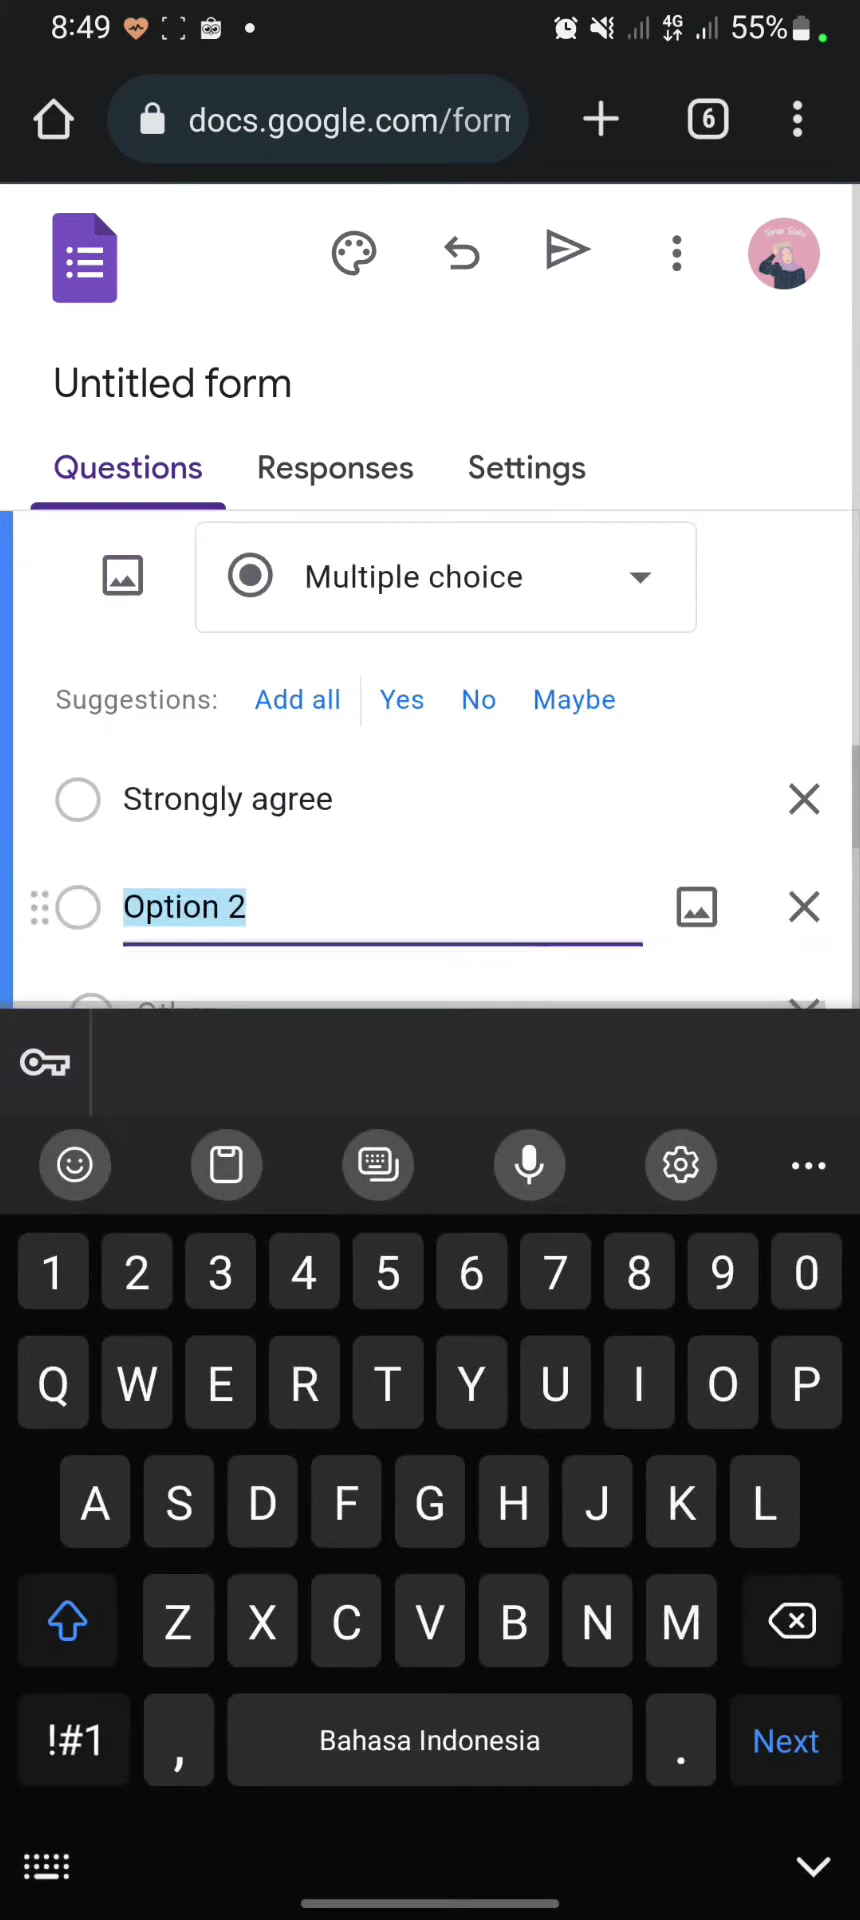 8:49 4G 55%
docs.google.com/form 6
Untitled form
Questions Responses Settings
Multiple choice
Suggestions: Add all Yes No Maybe
Strongly agree
Option 2
1 2 3 4 5 6 7 8 9 0
Q W E R T Y U I O P
A S D F G H J K L
Z X C V B N M
!#1 , Bahasa Indonesia . Next